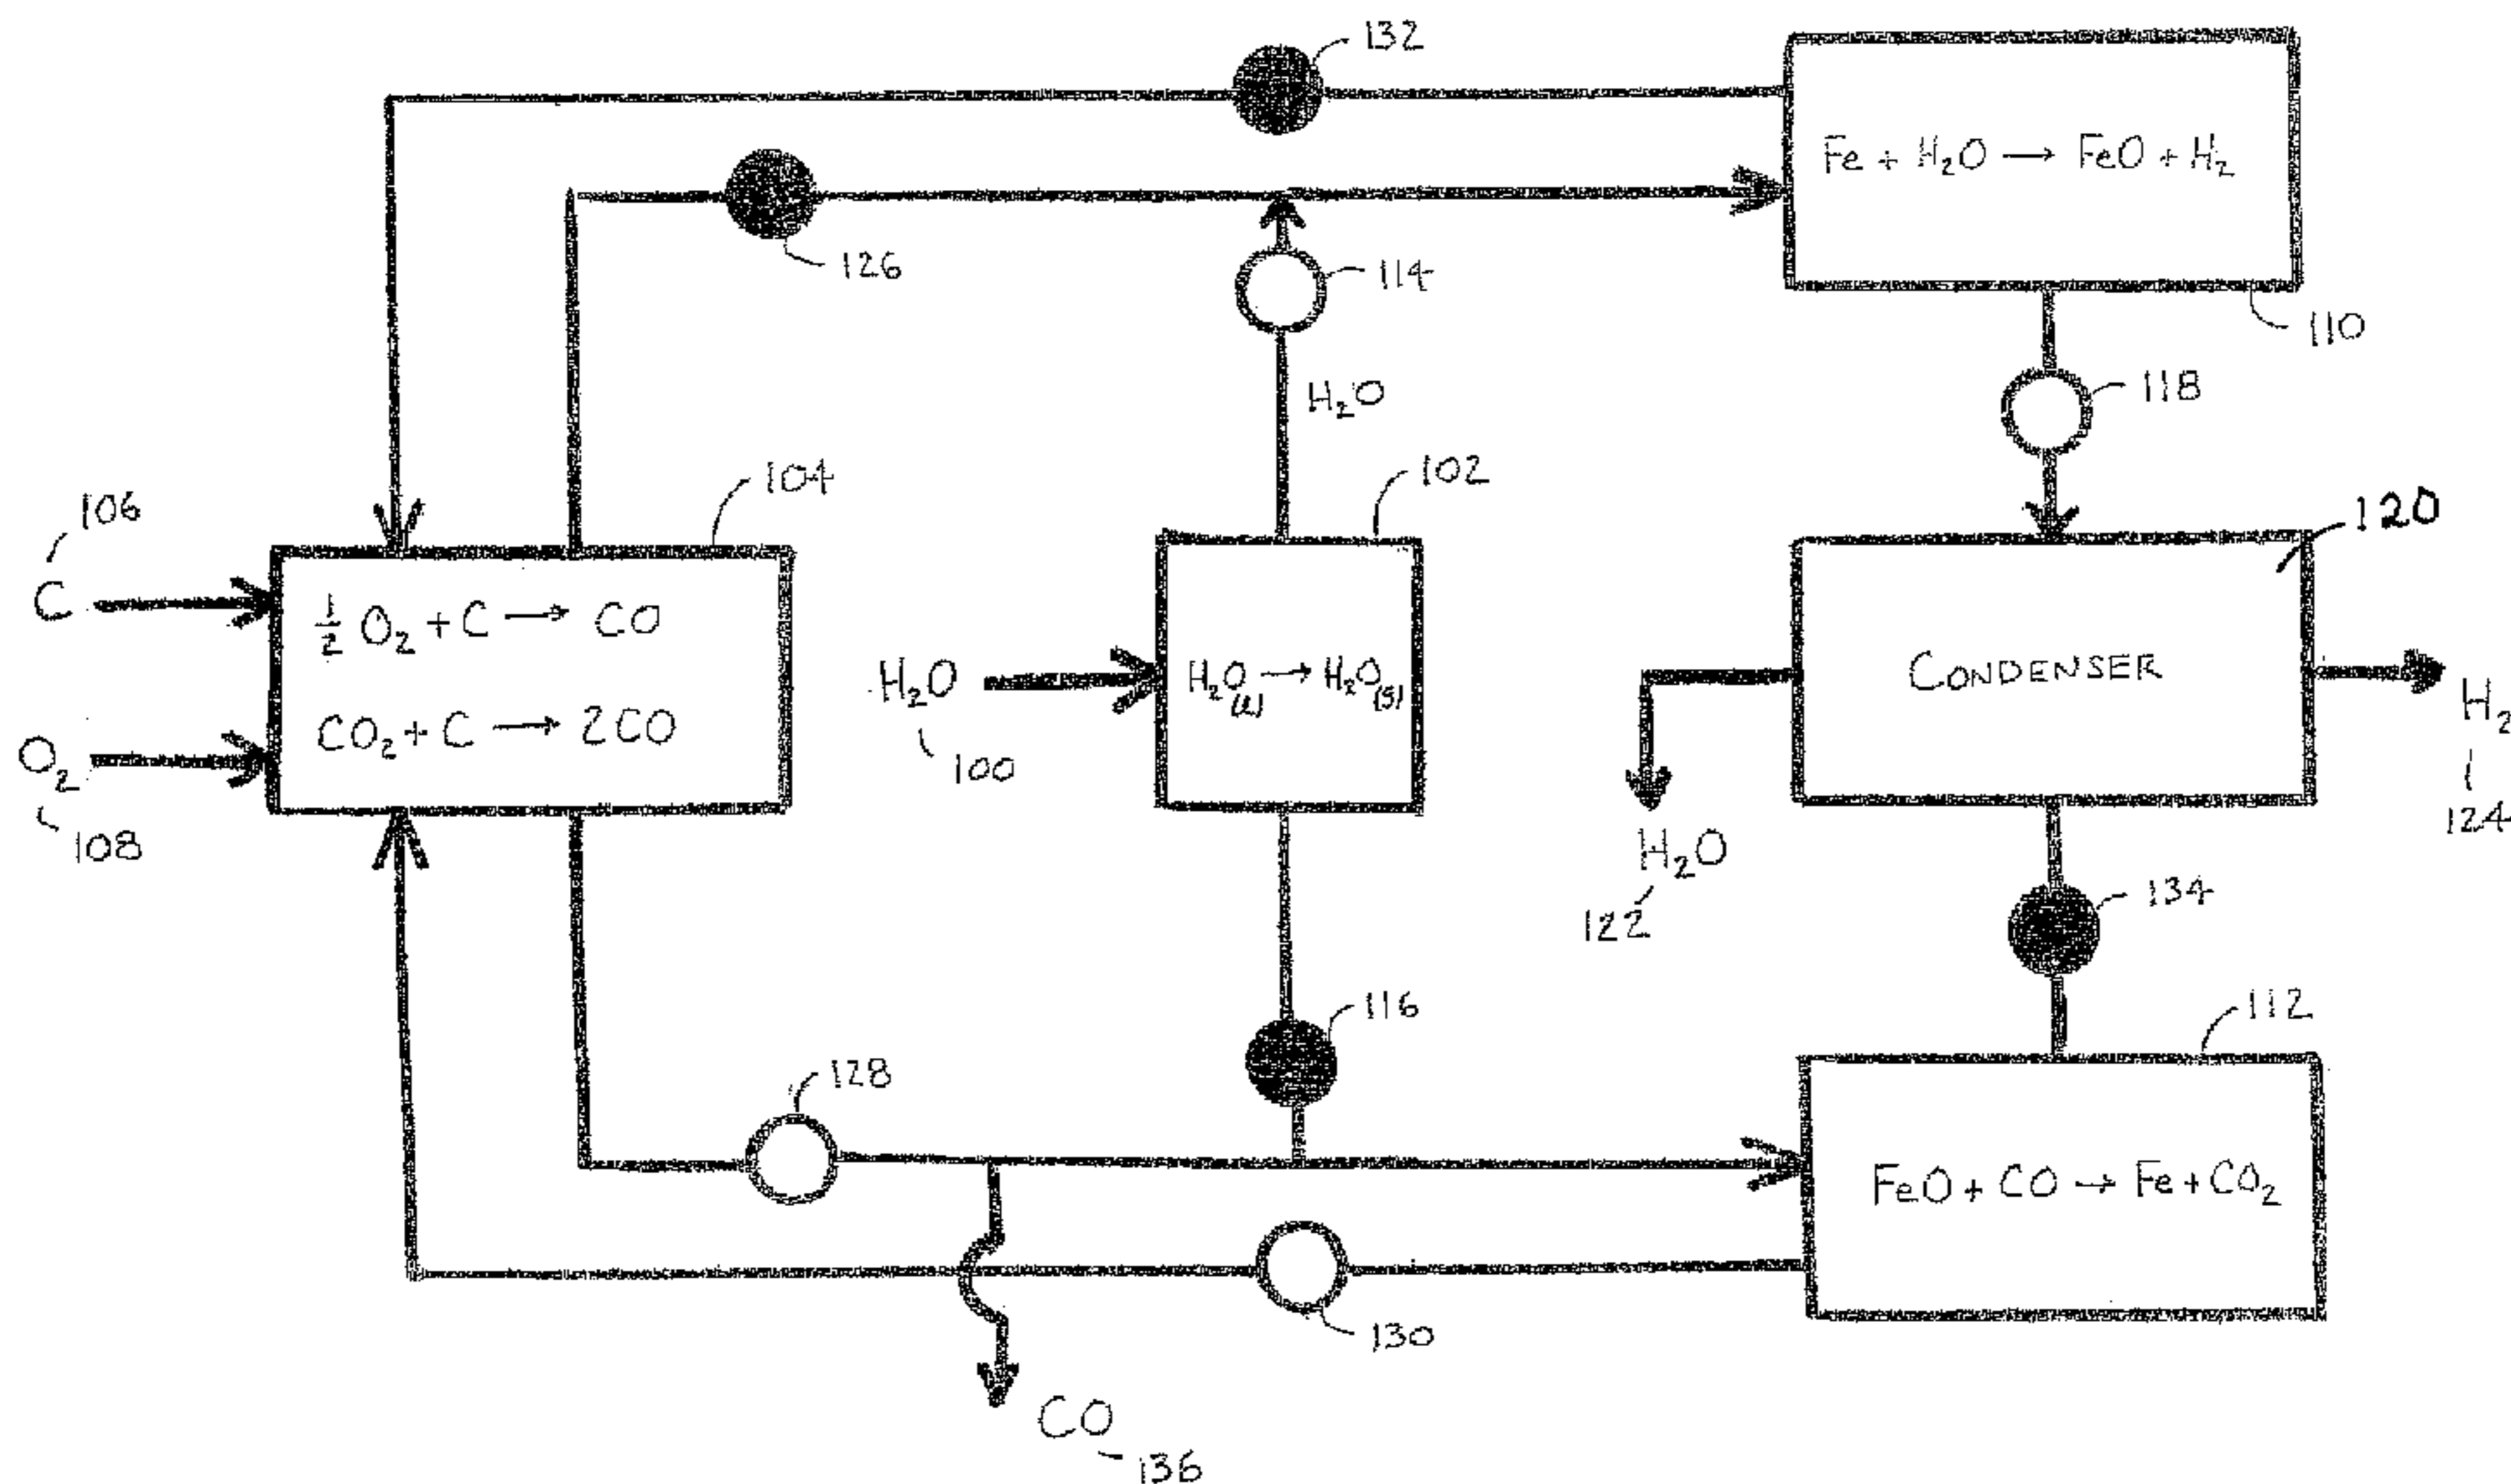 132
Fe + H₂O → FeO + H₂
126
114
110
H₂O
118
106
104
102
120
C
½ O₂ + C → CO
H₂O
H₂O(l) → H₂O(g)
CONDENSER
H₂
CO₂ + C → 2CO
O₂
100
124
108
H₂O
122
134
116
112
128
FeO + CO → Fe + CO₂
130
CO
136